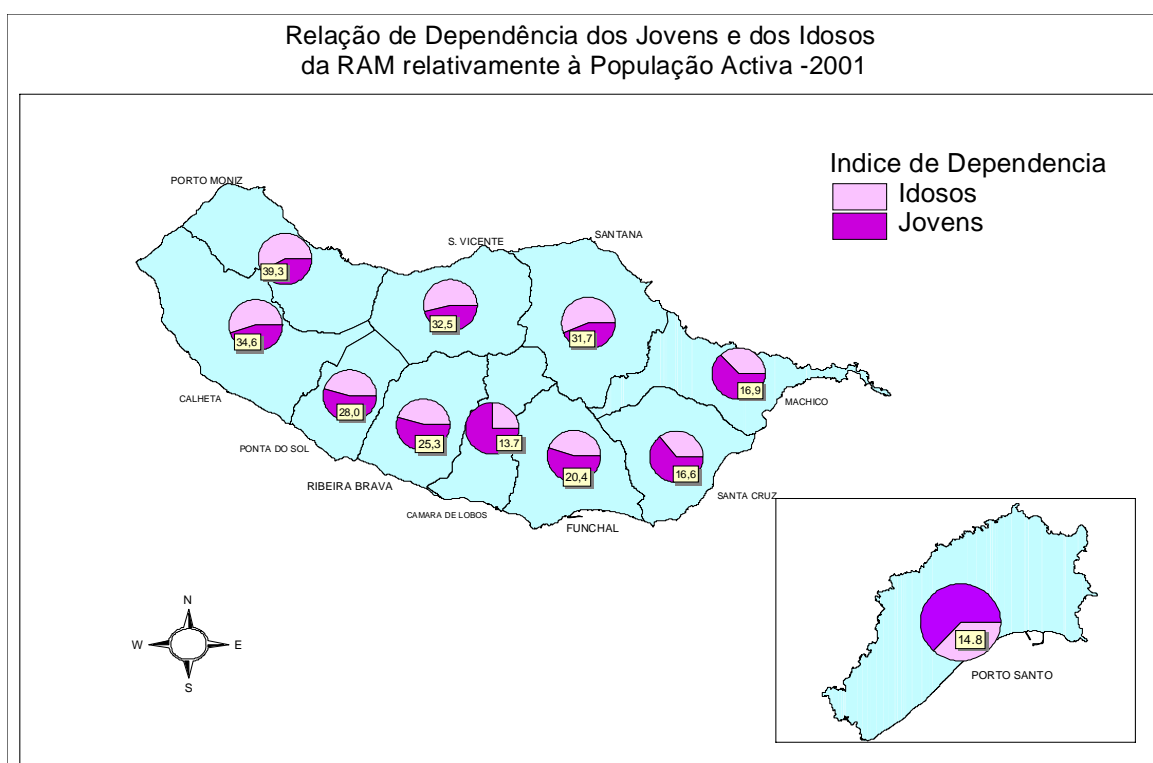 Relação de Dependência dos Jovens e dos Idosos
da RAM relativamente à População Activa -2001
Indice de Dependencia
Idosos
Jovens
PORTO MONIZ
S. VICENTE
SANTANA
39,3
32,5
31,7
34,6
16,9
CALHETA
28,0
MACHICO
25,3
13.7
20,4
16,6
PONTA DO SOL
RIBEIRA BRAVA
SANTA CRUZ
CAMARA DE LOBOS
FUNCHAL
N
W
E
S
14.8
PORTO SANTO